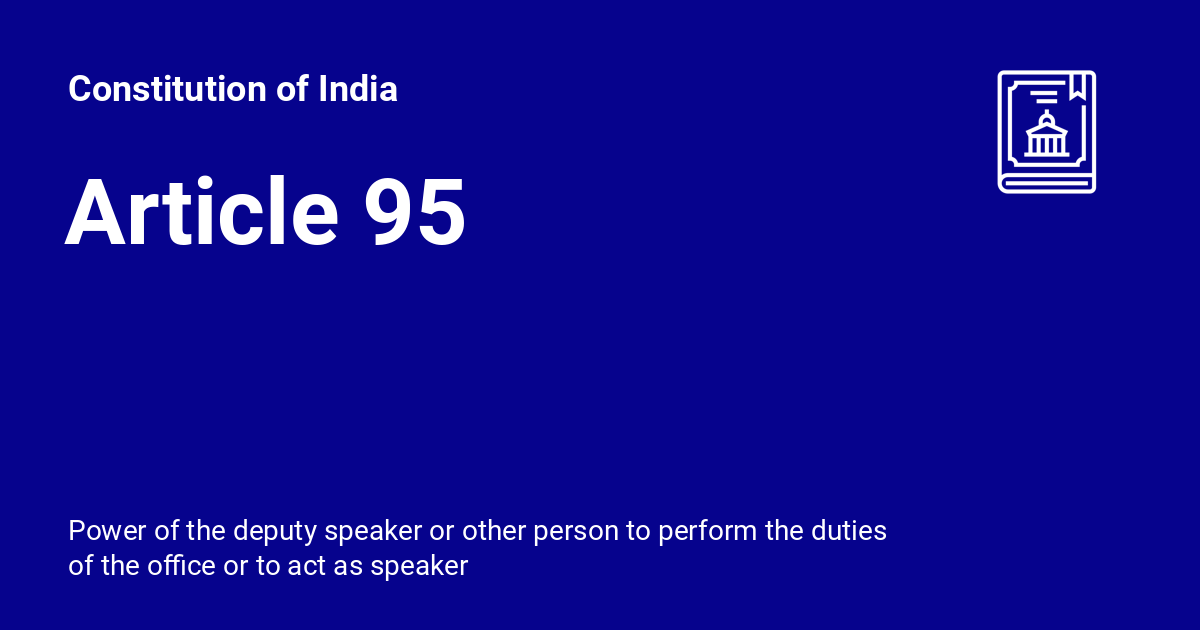 Constitution of India
Article 95
Power of the deputy speaker or other person to perform the duties
of the office or to act as speaker